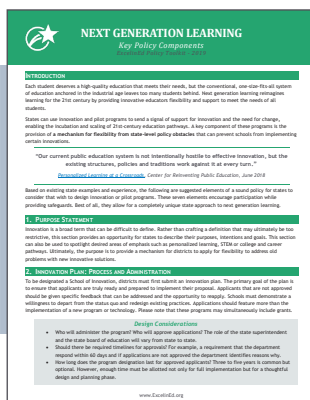 NEXT GENERATION LEARNING
Key Policy Components
ExcelinEd Policy Toolkit – 2019
INTRODUCTION
Each student deserves a high-quality education that meets their needs, but the conventional, one-size-fits-all system
of education anchored in the industrial age leaves too many students behind. Next generation learning reimagines
learning for the 21st century by providing innovative educators flexibility and support to meet the needs of all
students.
States can use innovation and pilot programs to send a signal of support for innovation and the need for change,
enabling the incubation and scaling of 21st-century education pathways. A key component of these programs is the
provision of a mechanism for flexibility from state-level policy obstacles that can prevent schools from implementing
certain innovations.
"Our current public education system is not intentionally hostile to effective innovation, but the
existing structures, policies and traditions work against it at every turn."
Personalized Learning at a Crossroads, Center for Reinventing Public Education, June 2018
Based on existing state examples and experience, the following are suggested elements of a sound policy for states to
consider that wish to design innovation or pilot programs. These seven elements encourage participation while
providing safeguards. Best of all, they allow for a completely unique state approach to next generation learning.
1. PURPOSE STATEMENT
Innovation is a broad term that can be difficult to define. Rather than crafting a definition that may ultimately be too
restrictive, this section provides an opportunity for states to describe their purposes, intentions and goals. This section
can also be used to spotlight desired areas of emphasis such as personalized learning, STEM or college and career
pathways. Ultimately, the purpose is to provide a mechanism for districts to apply for flexibility to address old
problems with new innovative solutions.
2. INNOVATION PLAN: PROCESS AND ADMINISTRATION
To be designated a School of Innovation, districts must first submit an innovation plan. The primary goal of the plan is
to ensure that applicants are truly ready and prepared to implement their proposal. Applicants that are not approved
should be given specific feedback that can be addressed and the opportunity to reapply. Schools must demonstrate a
willingness to depart from the status quo and redesign existing practices. Applications should feature more than the
implementation of a new program or technology. Please note that these programs may simultaneously include grants.
Design Considerations
• Who will administer the program? Who will approve applications? The role of the state superintendent
and the state board of education will vary from state to state.
• Should there be required timelines for approvals? For example, a requirement that the department
respond within 60 days and if applications are not approved the department identifies reasons why.
• How long does the program designation last for approved applicants? Three to five years is common but
optional. However, enough time must be allotted not only for full implementation but for a thoughtful
design and planning phase.
www.ExcelinEd.org